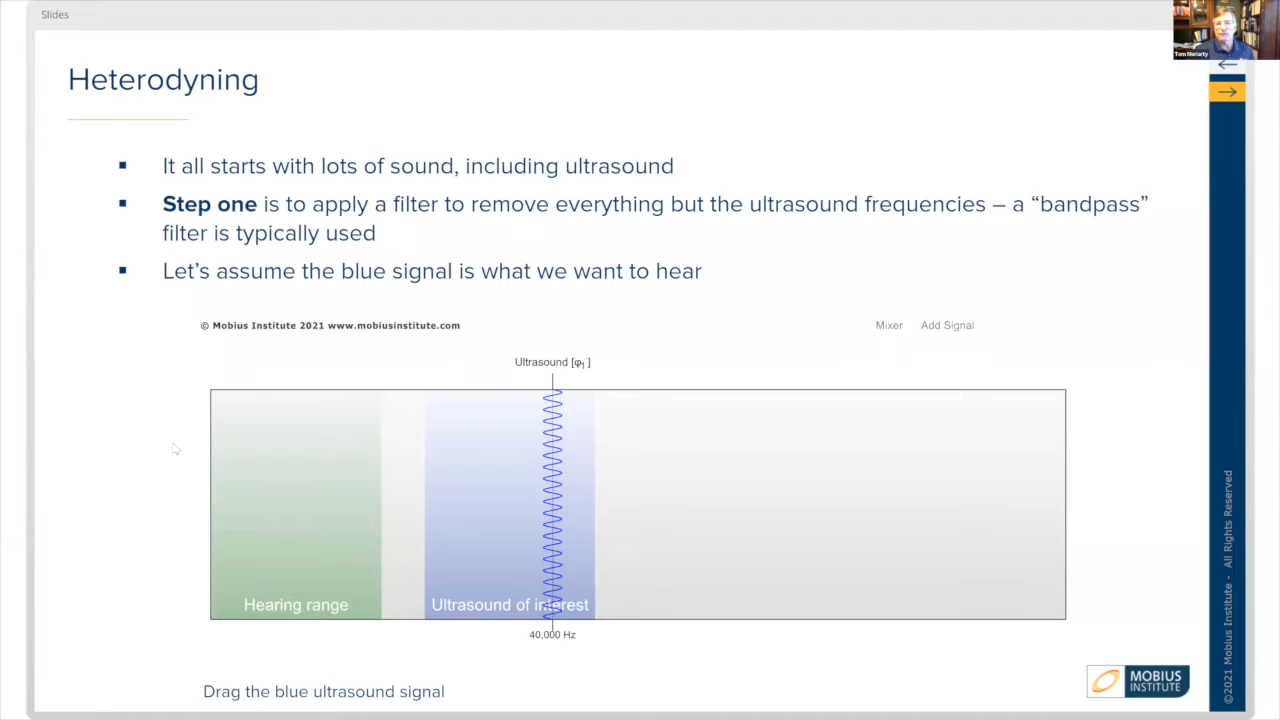 Slides
Tom Moriarty
Heterodyning
▪ It all starts with lots of sound, including ultrasound
▪ Step one is to apply a filter to remove everything but the ultrasound frequencies – a “bandpass”
filter is typically used
▪ Let’s assume the blue signal is what we want to hear
© Mobius Institute 2021 www.mobiusinstitute.com
Mixer Add Signal
Ultrasound [φ1 ]
Hearing range
Ultrasound of interest
40,000 Hz
Drag the blue ultrasound signal
MOBIUS
INSTITUTE
©2021 Mobius Institute - All Rights Reserved